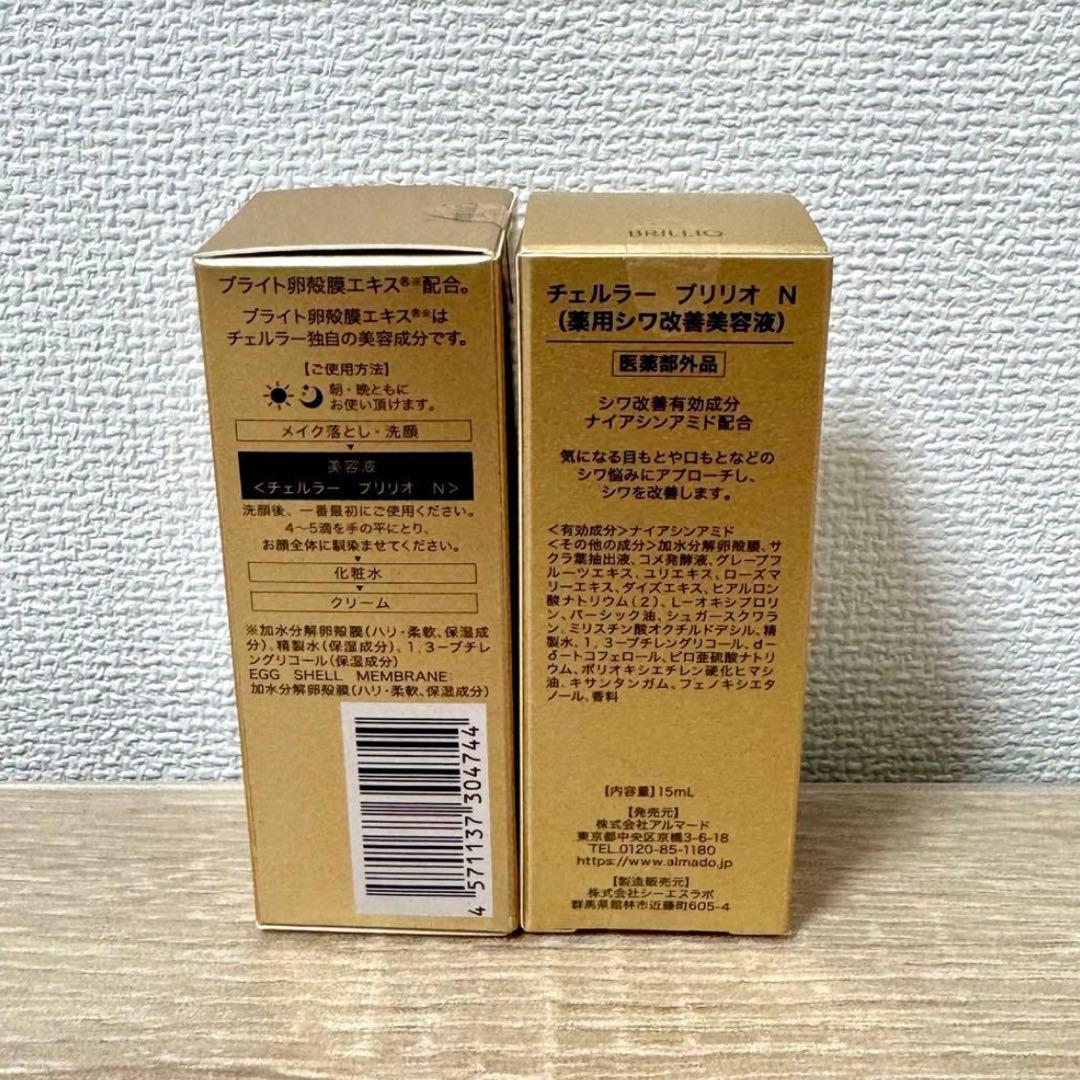 ブライト卵殻膜エキス®※配合。
ブライト卵殻膜エキス®※は
チェルラー独自の美容成分です。
【ご使用方法】
朝・晩ともに
お使い頂けます。
メイク落とし・洗顔
美容液
<チェルラー ブリリオ N>
洗顔後、一番最初にご使用ください。
4〜5滴を手の平にとり、
お顔全体に馴染ませてください。
化粧水
クリーム
※加水分解卵殻膜(ハリ・柔軟、保湿成
分)、精製水(保湿成分)、1,3-ブチレ
ングリコール(保湿成分)
EGG SHELL MEMBRANE:
加水分解卵殻膜(ハリ・柔軟、保湿成分)
4 571137 304744
BRILLIO
チェルラー ブリリオ N
(薬用シワ改善美容液)
医薬部外品
シワ改善有効成分
ナイアシンアミド配合
気になる目もとや口もとなどの
シワ悩みにアプローチし、
シワを改善します。
<有効成分>ナイアシンアミド
<その他の成分>加水分解卵殻膜、サ
クラ葉抽出液、コメ発酵液、グレープフ
ルーツエキス、ユリエキス、ローズマ
リーエキス、ダイズエキス、ヒアルロン
酸ナトリウム(2)、L-オキシプロリ
ン、パーシック油、シュガースクワラ
ン、ミリスチン酸オクチルドデシル、精
製水、1,3-ブチレングリコール、d-
δ-トコフェロール、ピロ亜硫酸ナトリ
ウム、ポリオキシエチレン硬化ヒマシ
油、キサンタンガム、フェノキシエタ
ノール、香料
【内容量】15mL
【発売元】
株式会社アルマード
東京都中央区京橋3-6-18
TEL.0120-85-1180
https://www.almado.jp
【製造販売元】
株式会社シーエスラボ
群馬県館林市近藤町605-4